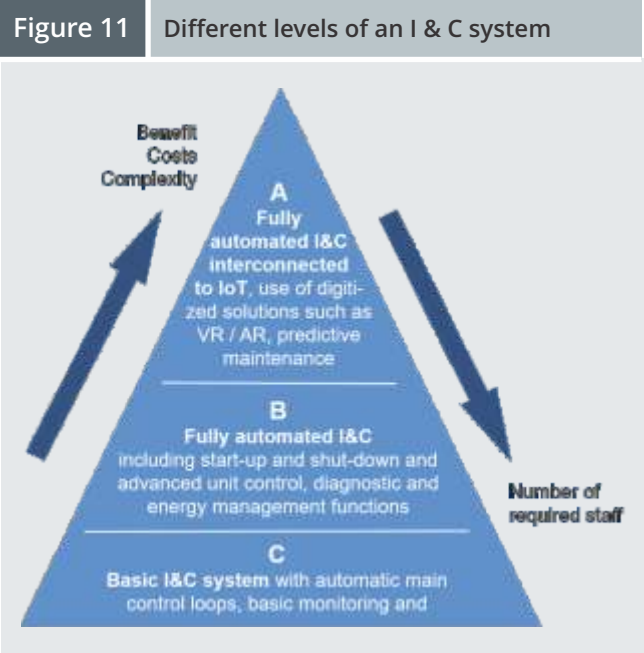 Figure 11
Different levels of an I & C system
Benefit
Costs
Complexity
A
Fully
automated I&C
interconnected
to IoT, use of digiti-
zed solutions such as
VR / AR, predictive
maintenance
B
Fully automated I&C
including start-up and shut-down and
advanced unit control, diagnostic and
energy management functions
C
Basic I&C system with automatic main
control loops, basic monitoring and
Number of
required staff